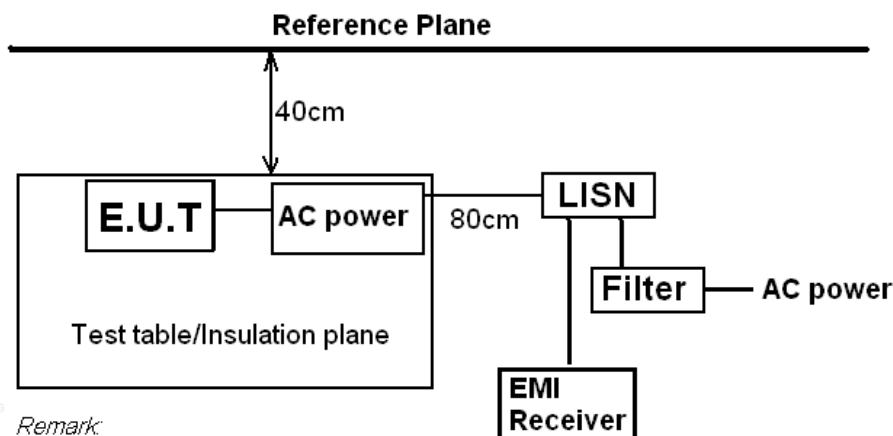 Reference Plane
40cm
E.U.T
AC power
80cm
LISN
Filter
AC power
Test table/Insulation plane
EMI
Receiver
Remark: